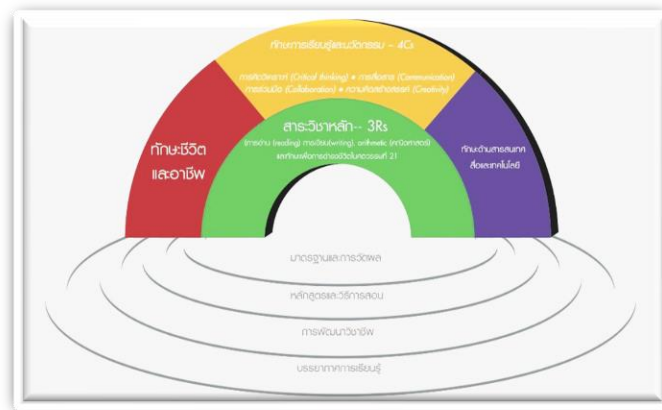 ทักษะการเรียนรู้และนวัตกรรม - 4Cs
การคิดวิเคราะห์ (Critical thinking) • การสื่อสาร (Communication)
การร่วมมือ (Collaboration) • ความคิดสร้างสรรค์ (Creativity)
สาระวิชาหลัก-- 3Rs
(การอ่าน (reading) การเขียน(writing), arithmetic (คณิตศาสตร์)
และทักษะเพื่อการดำรงชีวิตในศตวรรษที่ 21
ทักษะชีวิต
และอาชีพ
ทักษะด้านสารสนเทศ
สื่อและเทคโนโลยี
มาตรฐานและการวัดผล
หลักสูตรและวิธีการสอน
การพัฒนาวิชาชีพ
บรรยากาศการเรียนรู้